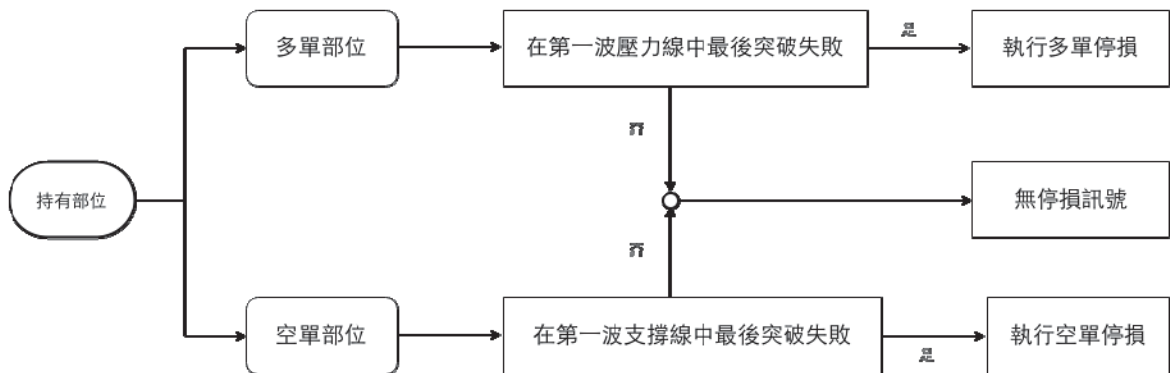 多單部位
在第一波壓力線中最後突破失敗
是
執行多單停損
否
持有部位
無停損訊號
否
空單部位
在第一波支撐線中最後突破失敗
是
執行空單停損